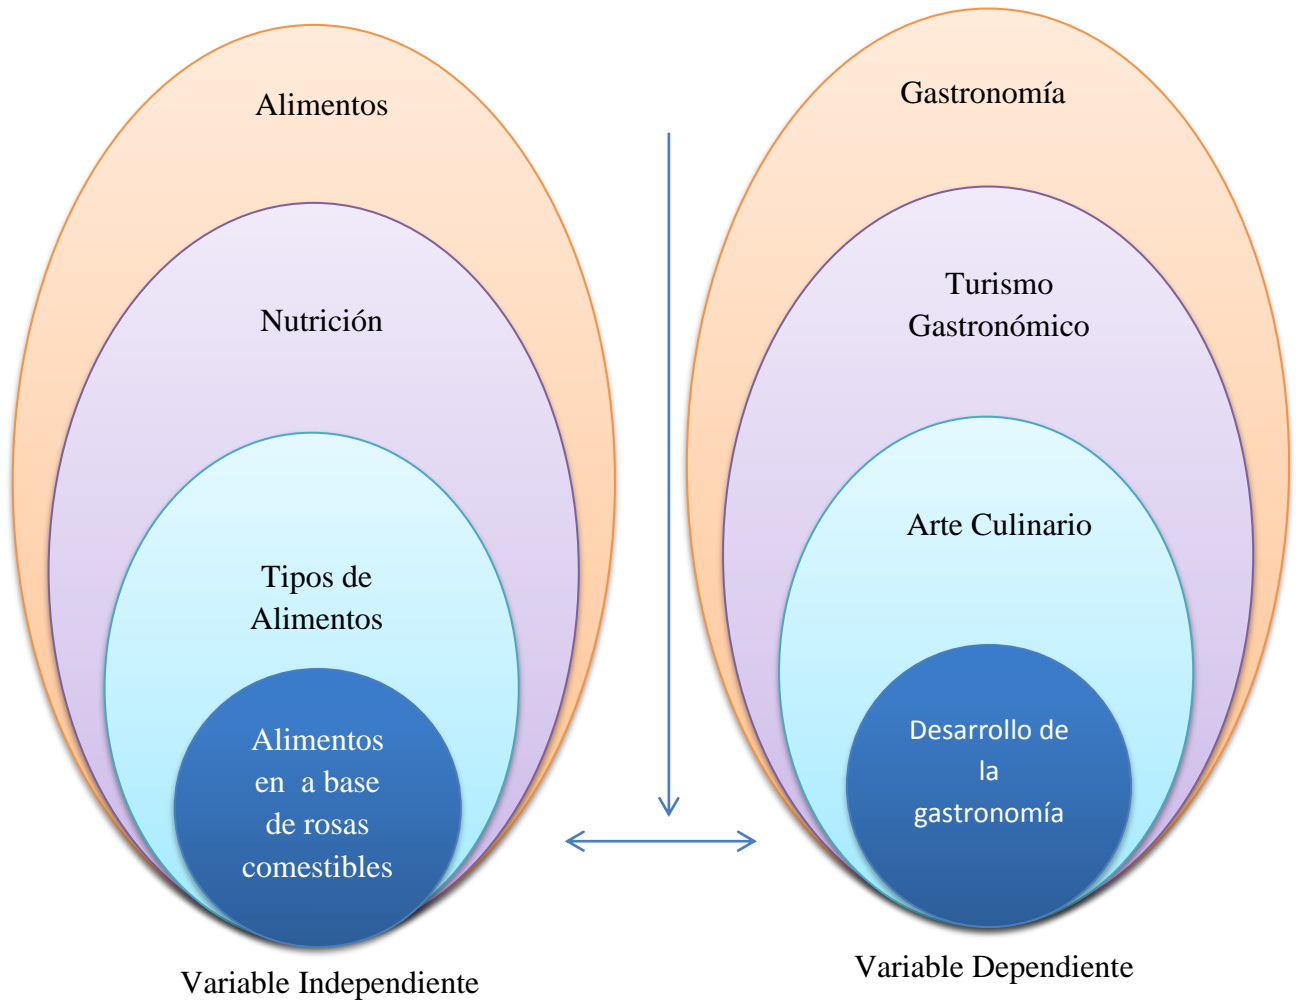 Alimentos
Nutrición
Tipos de
Alimentos
Alimentos
en a base
de rosas
comestibles
Variable Independiente
Gastronomía
Turismo
Gastronómico
Arte Culinario
Desarrollo de
la
gastronomía
Variable Dependiente